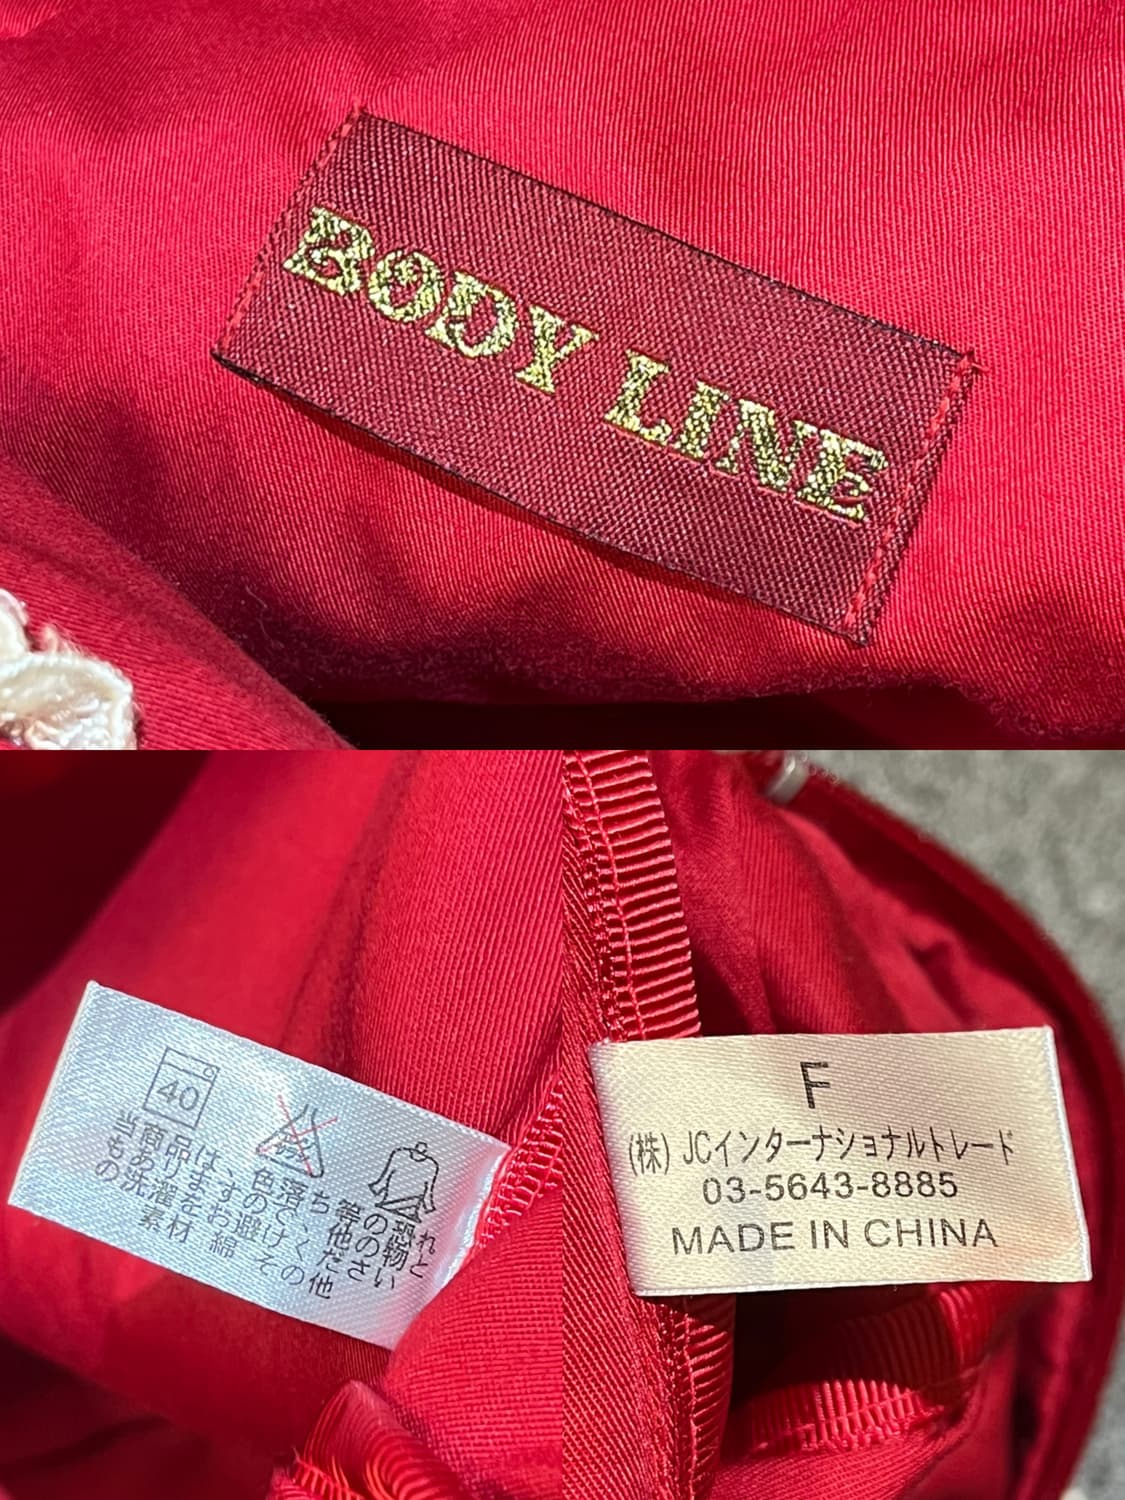 BODY LINE
40
当商品は、色落ち等の恐れ
もありますので、他の物と
の洗濯をお避けください
素材 綿 その他
F
(株) JCインターナショナルトレード
03-5643-8885
MADE IN CHINA